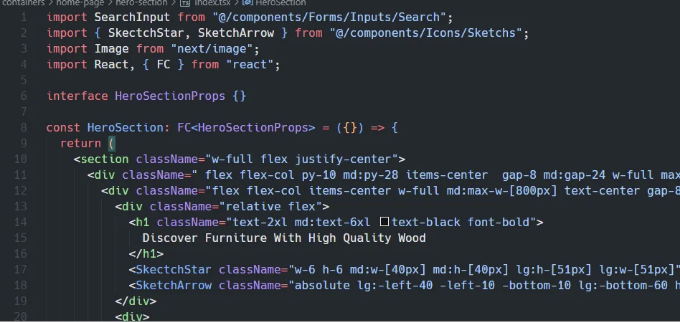 containers > home-page > hero-section > index.tsx > HeroSection
1 import SearchInput from "@/components/Forms/Inputs/Search";
2 import { SkectchStar, SketchArrow } from "@/components/Icons/Sketchs";
3 import Image from "next/image";
4 import React, { FC } from "react";
5
6 interface HeroSectionProps {}
7
8 const HeroSection: FC<HeroSectionProps> = ({}) => {
9 return (
10 <section className="w-full flex justify-center">
11 <div className=" flex flex-col py-10 md:py-28 items-center  gap-8 md:gap-24 w-full max
12 <div className="flex flex-col items-center w-full md:max-w-[800px] text-center gap-8
13 <div className="relative flex">
14 <h1 className="text-2xl md:text-6xl text-black font-bold">
15 Discover Furniture With High Quality Wood
16 </h1>
17 <SkectchStar className="w-6 h-6 md:w-[40px] md:h-[40px] lg:h-[51px] lg:w-[51px]"
18 <SketchArrow className="absolute lg:-left-40 -left-10 -bottom-10 lg:-bottom-60 h
19 </div>
20 <div>